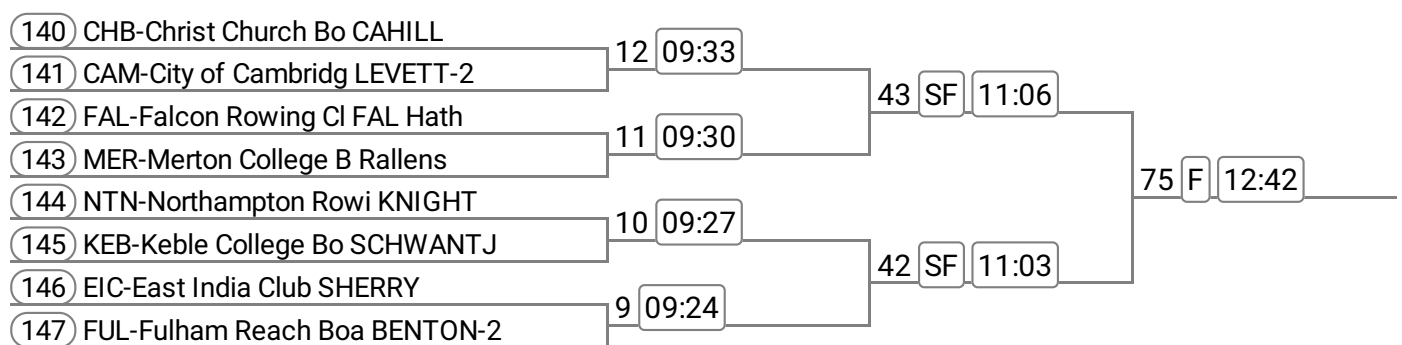 140 CHB-Christ Church Bo CAHILL
12 09:33
141 CAM-City of Cambridg LEVETT-2
43 SF 11:06
142 FAL-Falcon Rowing Cl FAL Hath
11 09:30
143 MER-Merton College B Rallens
75 F 12:42
144 NTN-Northampton Rowi KNIGHT
10 09:27
145 KEB-Keble College Bo SCHWANTJ
42 SF 11:03
146 EIC-East India Club SHERRY
9 09:24
147 FUL-Fulham Reach Boa BENTON-2